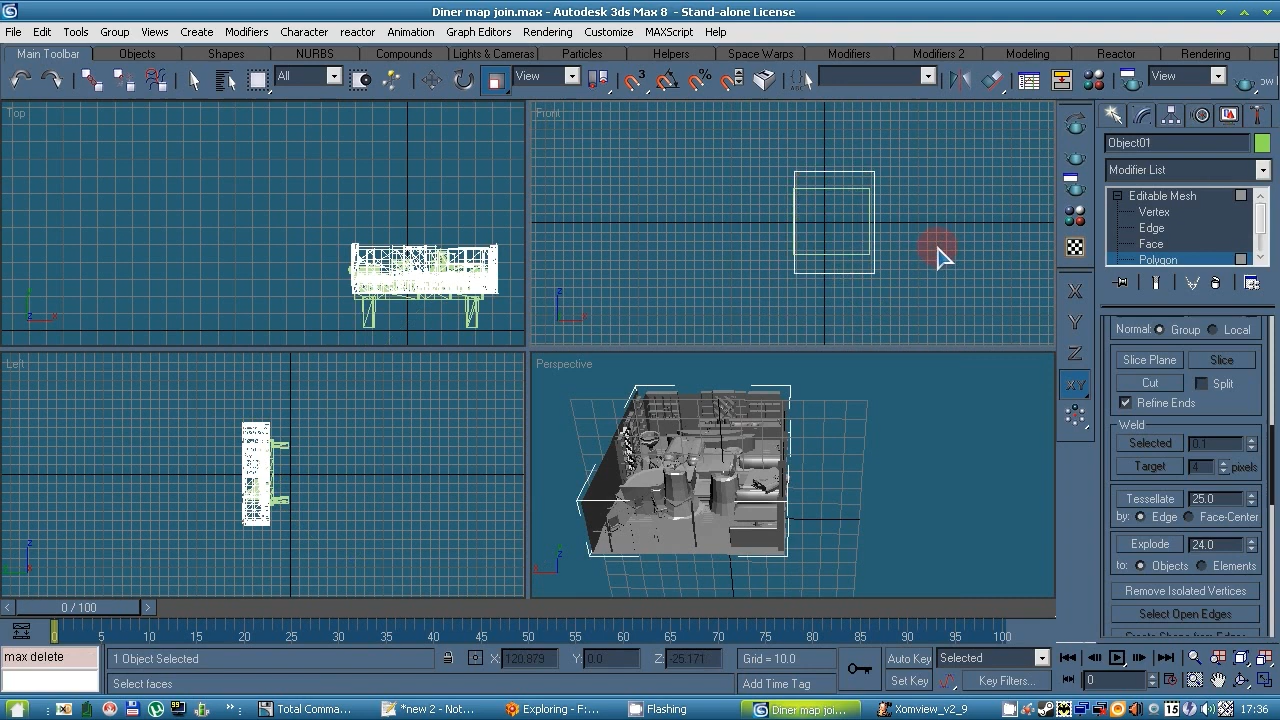 Diner map join.max - Autodesk 3ds Max 8 - Stand-alone License
File Edit Tools Group Views Create Modifiers Character reactor Animation Graph Editors Rendering Customize MAXScript Help
Main Toolbar Objects Shapes NURBS Compounds Lights & Cameras Particles Helpers Space Warps Modifiers Modifiers 2 Modeling Reactor Rendering
All View View
Top Front
Object01
Modifier List
Editable Mesh
Vertex
Edge
Face
Polygon
X
Y
Z
XY
Normal: Group Local
Slice Plane Slice
Cut Split
Refine Ends
Weld
Selected 0.1
Target 4 pixels
Tessellate 25.0
by: Edge Face-Center
Explode 24.0
to: Objects Elements
Remove Isolated Vertices
Select Open Edges
Left Perspective
0 / 100
0 5 10 15 20 25 30 35 40 45 50 55 60 65 70 75 80 85 90 95 100
max delete 1 Object Selected X: 120.879 Y: 0.0 Z: -25.171 Grid = 10.0 Auto Key Selected
Select faces Add Time Tag Set Key Key Filters... 0
Total Comma... *new 2 - Not... Exploring - F:... Flashing Diner map joi... Xomview_v2_9 15 17:36